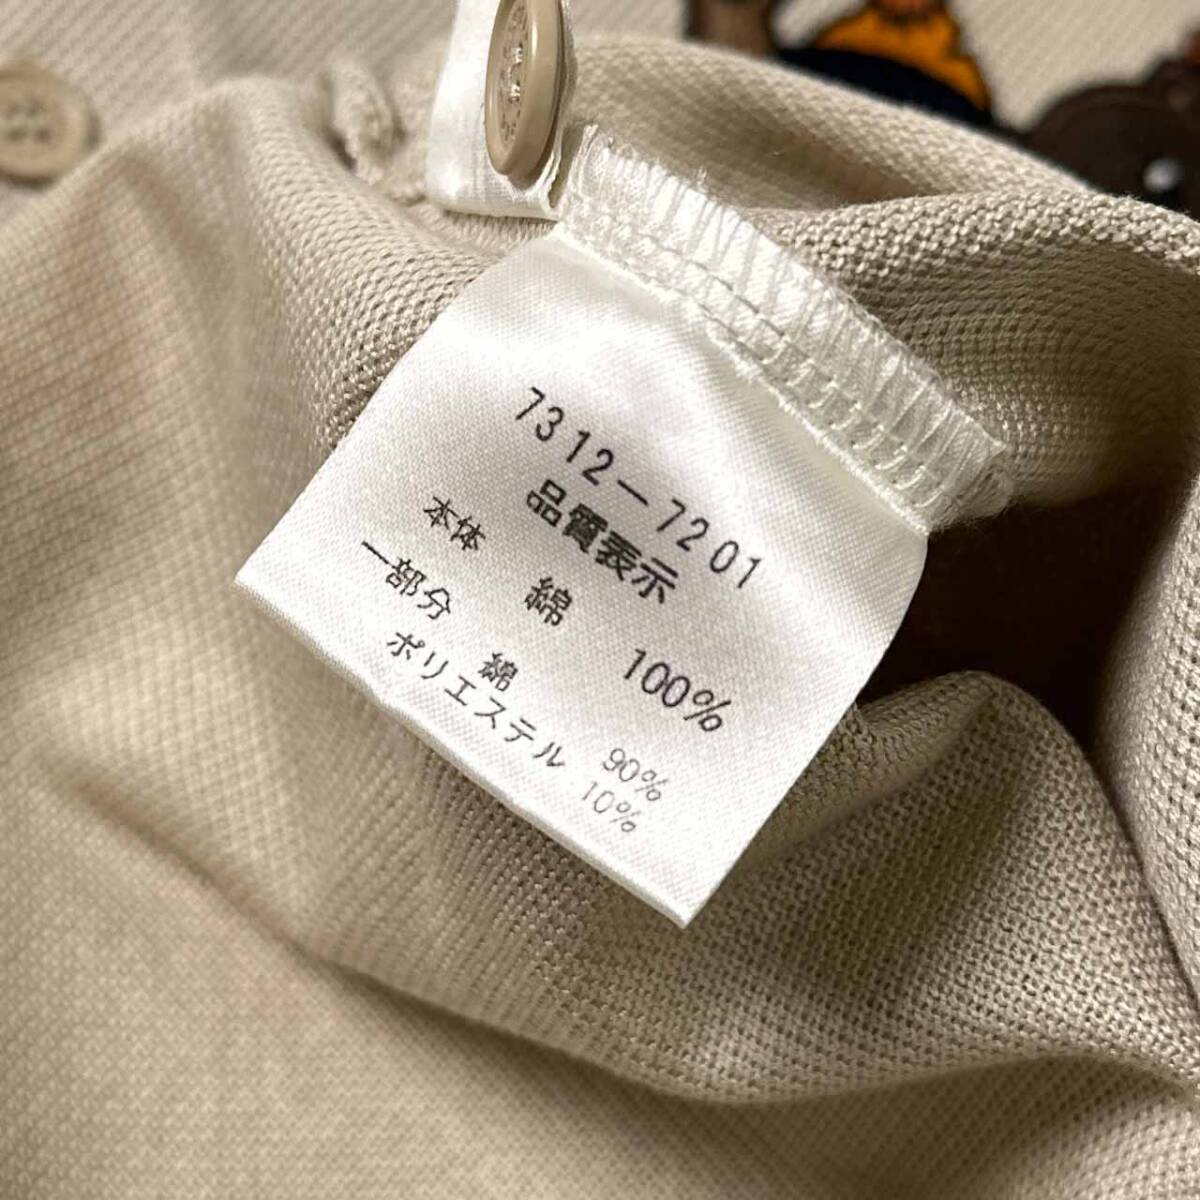 7312-7201
品質表示
本体 綿 100%
一部分 綿 90%
ポリエステル 10%